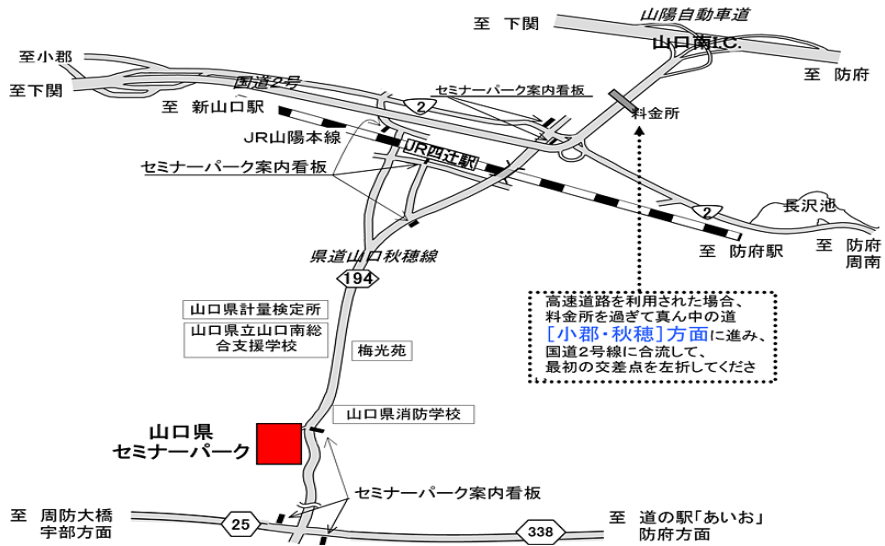 山陽自動車道
至 下関
山口南I.C.
至小郡
至 防府
至下関
国道2号
セミナーパーク案内看板
至 新山口駅
2
料金所
JR山陽本線
JR四辻駅
セミナーパーク案内看板
2
長沢池
至 防府駅
至 防府
周南
県道山口秋穂線
194
高速道路を利用された場合、
料金所を過ぎて真ん中の道
[小郡・秋穂]方面に進み、
国道2号線に合流して、
最初の交差点を左折してくださ
山口県計量検定所
山口県立山口南総
合支援学校
梅光苑
山口県消防学校
山口県
セミナーパーク
セミナーパーク案内看板
至 周防大橋
宇部方面
25
338
至 道の駅「あいお」
防府方面